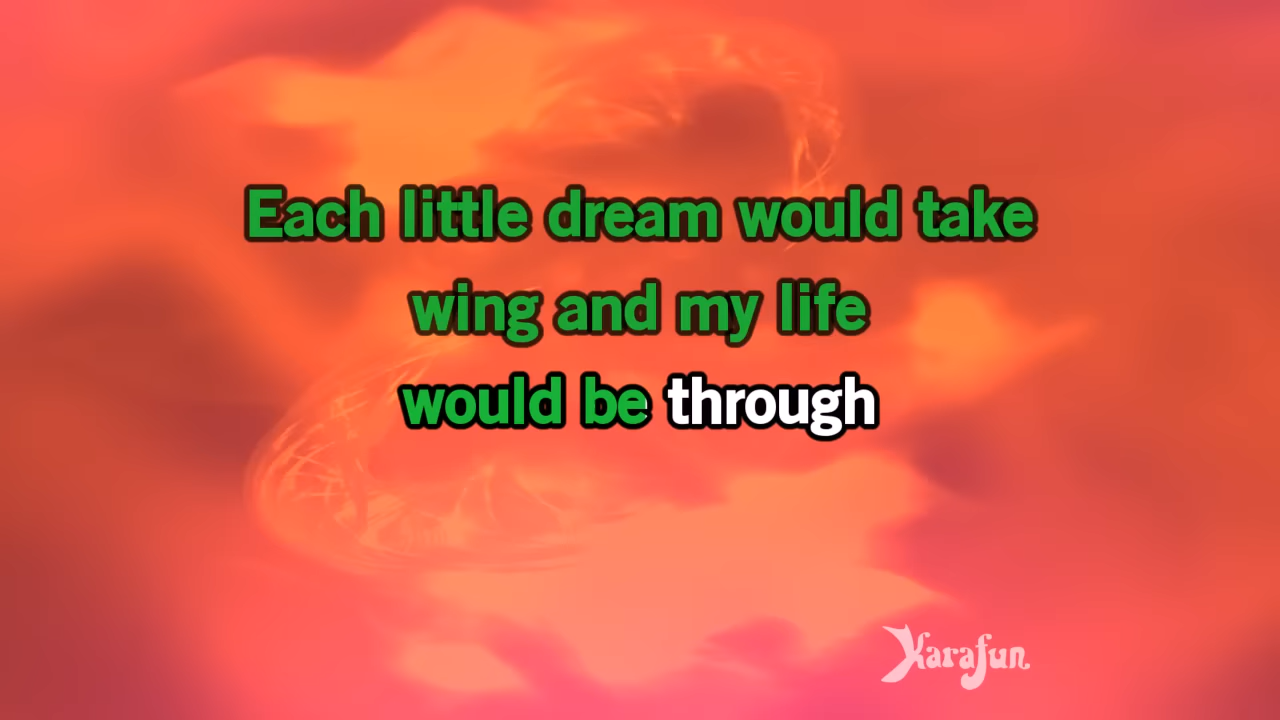 Each little dream would take
wing and my life
would be through
Karafun